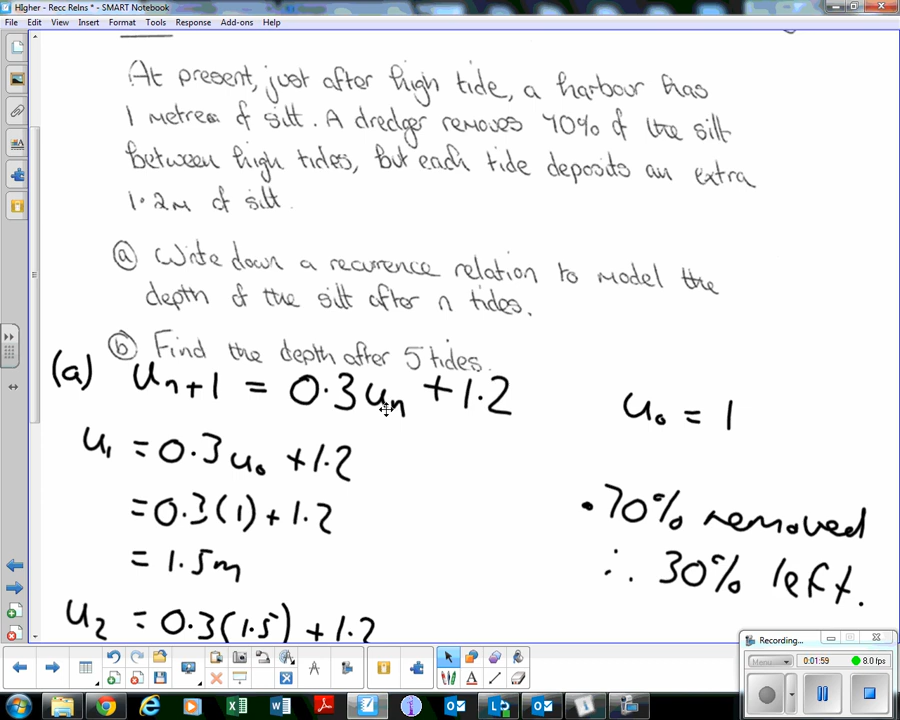 HIgher - Recc Relns * - SMART Notebook
File Edit View Insert Format Tools Response Add-ons Help
At present, just after high tide, a harbour has
1 metre of silt. A dredger removes 70% of the silt
between high tides, but each tide deposits an extra
1.2m of silt.
(a) Write down a recurrence relation to model the
depth of the silt after n tides.
(b) Find the depth after 5 tides.
(a) uₙ₊₁ = 0.3uₙ + 1.2
u₀ = 1
u₁ = 0.3u₀ + 1.2
= 0.3(1) + 1.2
• 70% removed
= 1.5m
∴ 30% left.
u₂ = 0.3(1.5) + 1.2
Recording...
Menu
0:01:59
8.0 fps
13:22